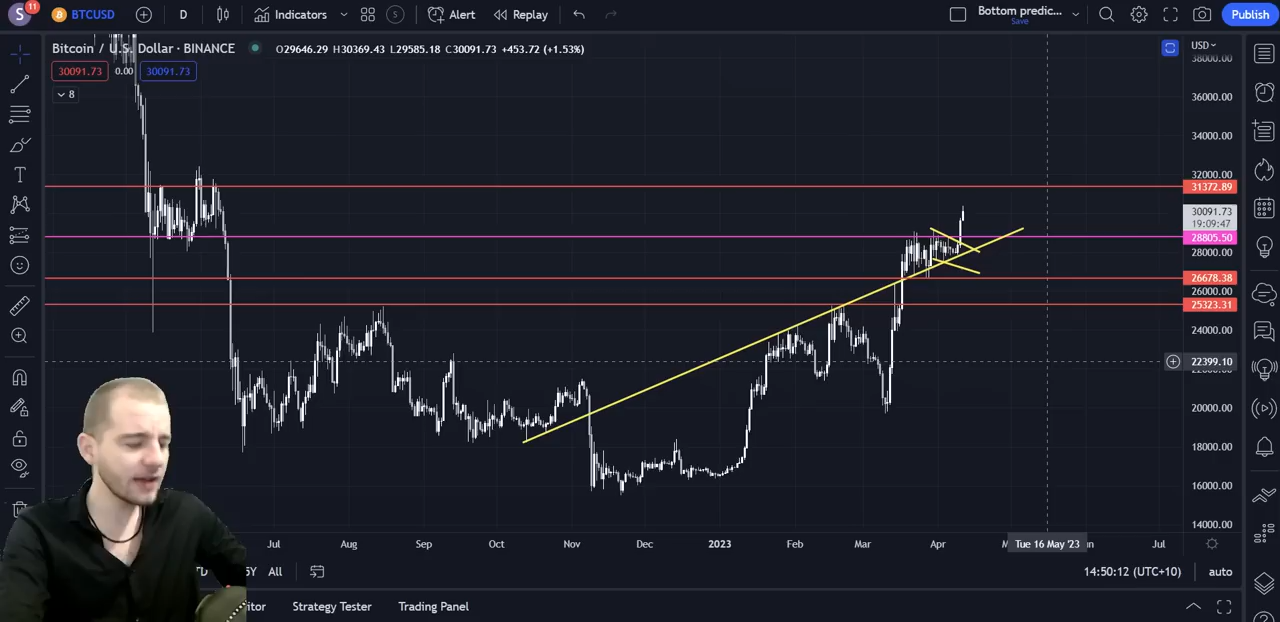 S 11 BTCUSD D Indicators S Alert Replay Bottom predic... Save Publish
Bitcoin / U.S. Dollar · BINANCE O29646.29 H30369.43 L29585.18 C30091.73 +453.72 (+1.53%)
30091.73 0.00 30091.73
8
USD
38000.00
36000.00
34000.00
32000.00
31372.89
30091.73
19:09:47
28805.50
28000.00
26678.38
26000.00
25323.31
24000.00
22399.10
20000.00
18000.00
16000.00
14000.00
Jul Aug Sep Oct Nov Dec 2023 Feb Mar Apr Tue 16 May '23 Jul
All 14:50:12 (UTC+10) auto
Strategy Tester Trading Panel